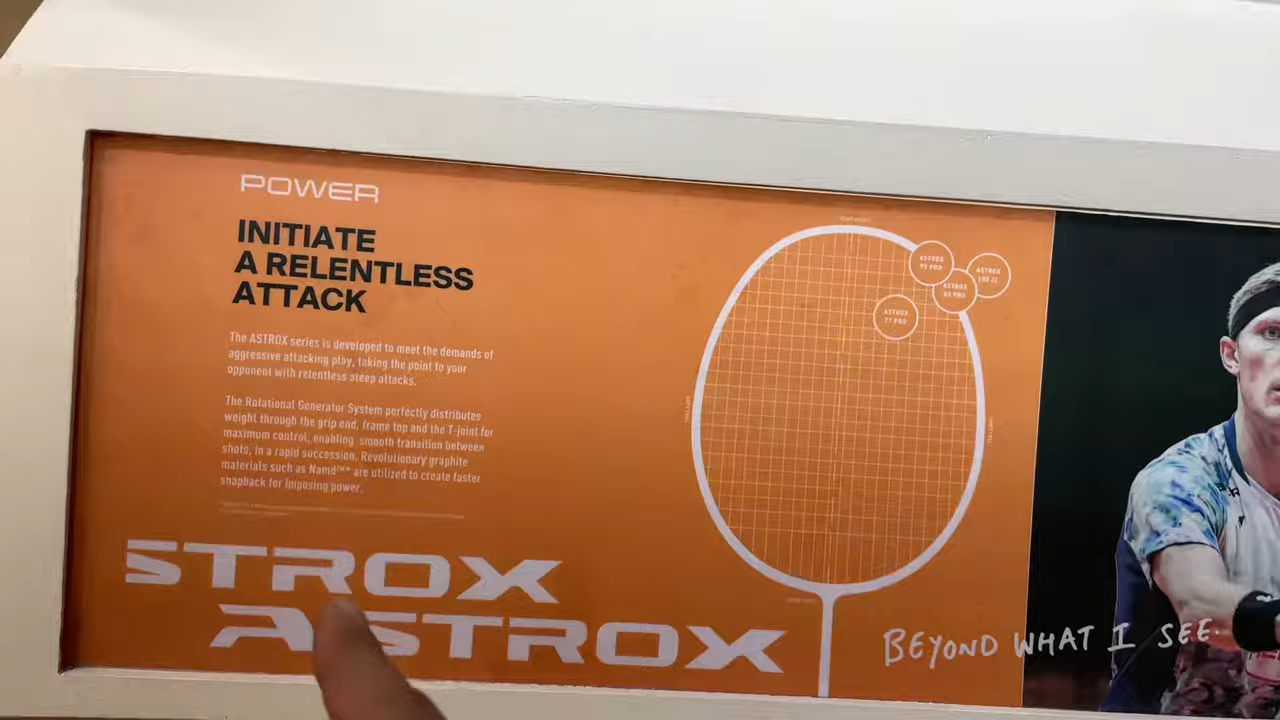 POWER
INITIATE
A RELENTLESS
ATTACK
The ASTROX series is developed to meet the demands of
aggressive attacking play, taking the point to your
opponent with relentless steep attacks.
The Rotational Generator System perfectly distributes
weight through the grip end, frame top and the T-joint for
maximum control, enabling smooth transition between
shots, in a rapid succession. Revolutionary graphite
materials such as Namd™* are utilized to create faster
snapback for imposing power.
ASTROX
ASTROX
100 ZZ
ASTROX
ASTROX
77 PRO
STROX
ASTROX
BEYOND WHAT I SEE.